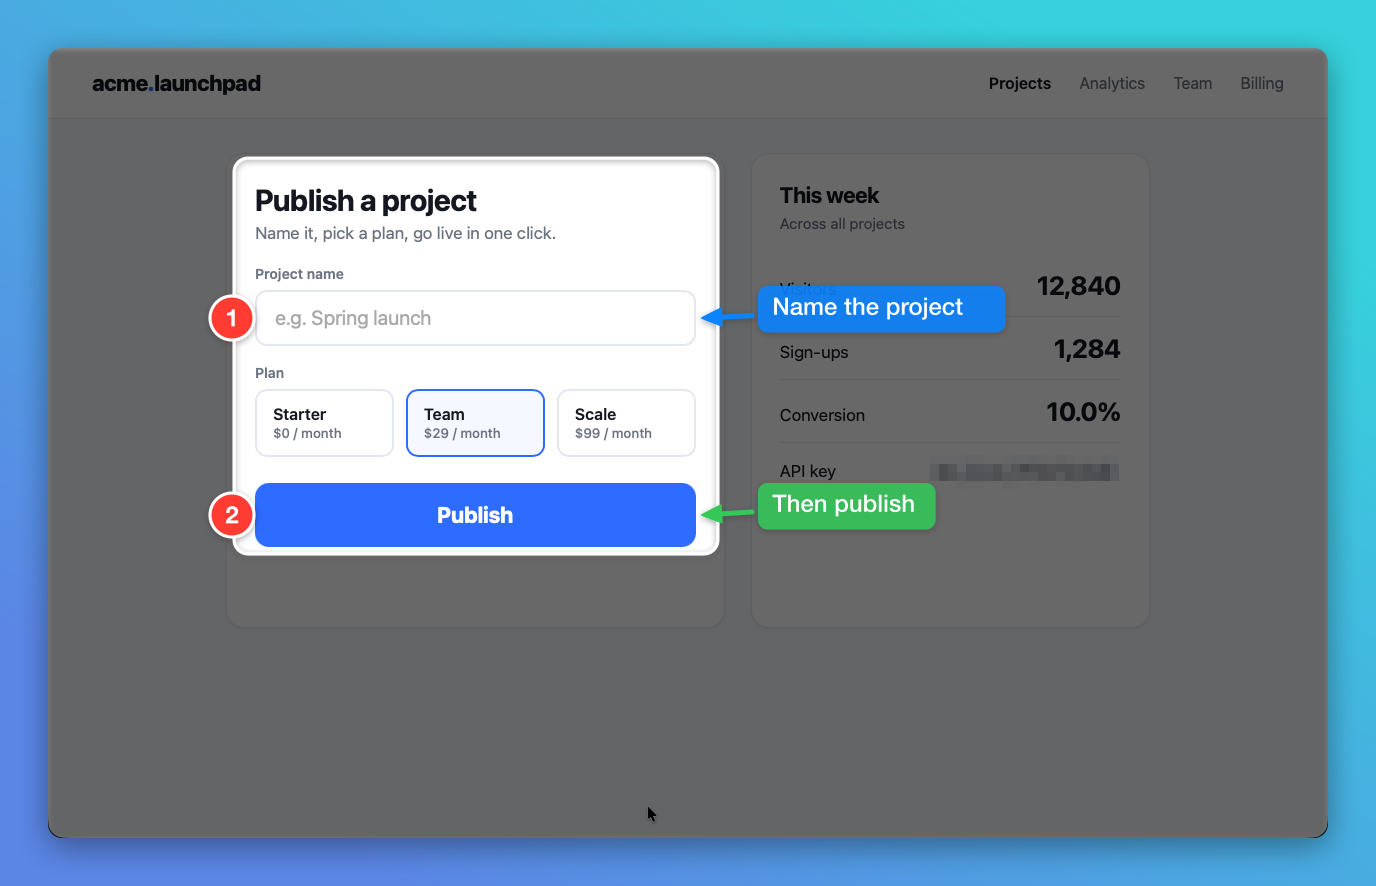 acme.launchpad
Projects
Analytics
Team
Billing
Publish a project
Name it, pick a plan, go live in one click.
Project name
1
e.g. Spring launch
Name the project
Plan
Starter
$0 / month
Team
$29 / month
Scale
$99 / month
2
Publish
Then publish
This week
Across all projects
Visitors
12,840
Sign-ups
1,284
Conversion
10.0%
API key